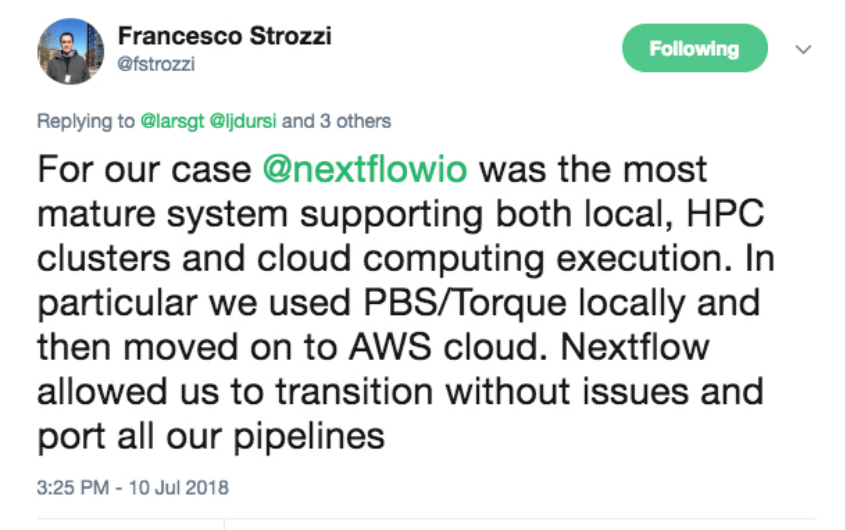 Francesco Strozzi
@fstrozzi
Following
Replying to @larsgt @ljdursi and 3 others
For our case @nextflowio was the most
mature system supporting both local, HPC
clusters and cloud computing execution. In
particular we used PBS/Torque locally and
then moved on to AWS cloud. Nextflow
allowed us to transition without issues and
port all our pipelines
3:25 PM - 10 Jul 2018